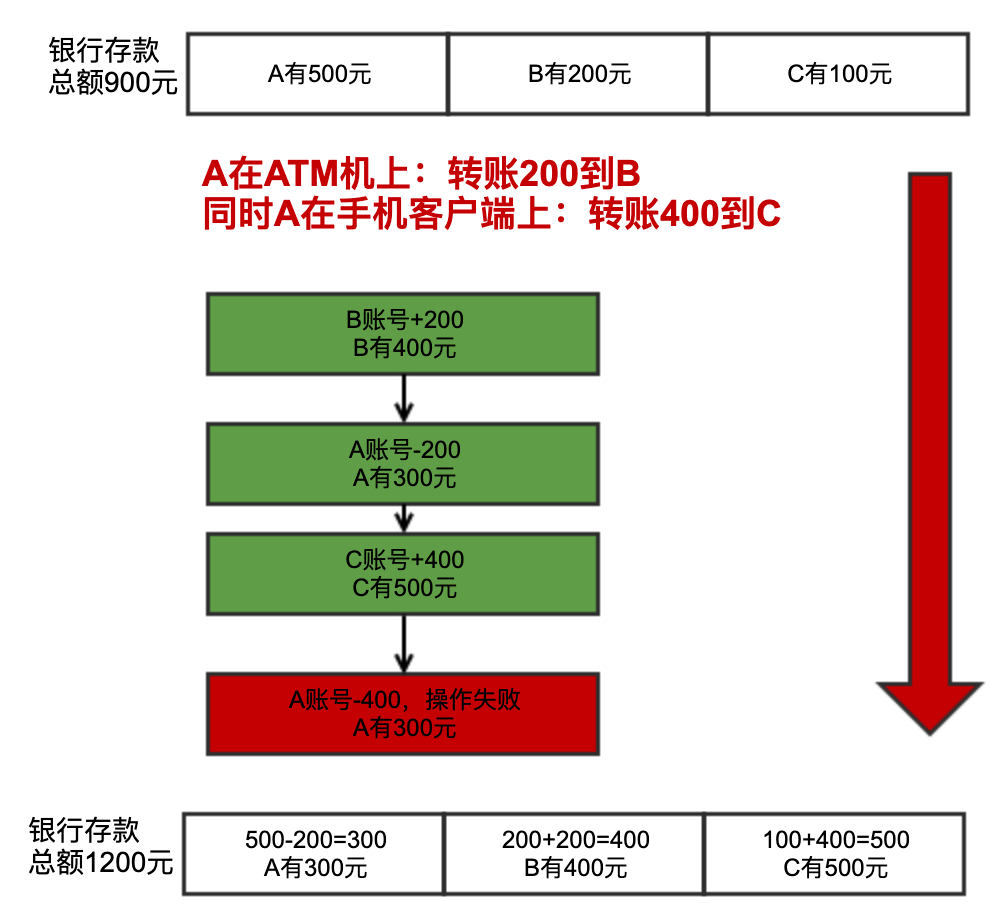 银行存款
总额900元
A有500元
B有200元
C有100元
A在ATM机上：转账200到B
同时A在手机客户端上：转账400到C
B账号+200
B有400元
A账号-200
A有300元
C账号+400
C有500元
A账号-400，操作失败
A有300元
银行存款
总额1200元
500-200=300
A有300元
200+200=400
B有400元
100+400=500
C有500元